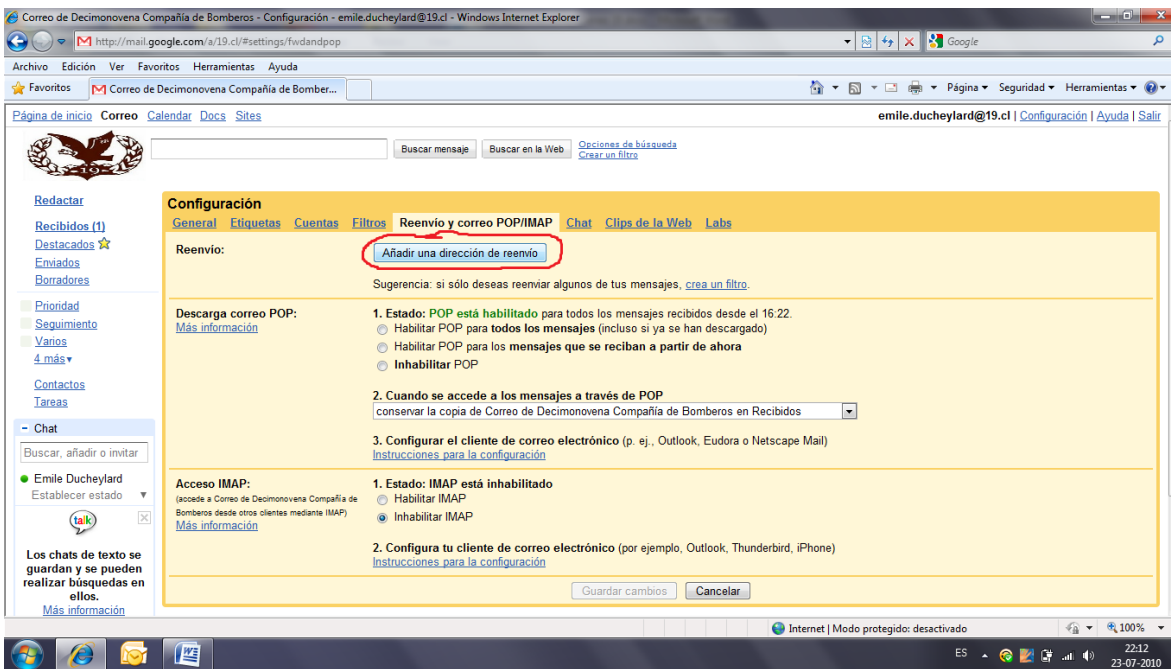 Correo de Decimonovena Compañía de Bomberos - Configuración - emile.ducheylard@19.cl - Windows Internet Explorer
http://mail.google.com/a/19.cl/#settings/fwdandpop
Google
Archivo Edición Ver Favoritos Herramientas Ayuda
Favoritos Correo de Decimonovena Compañía de Bomber... Página Seguridad Herramientas
Página de inicio Correo Calendar Docs Sites emile.ducheylard@19.cl | Configuración | Ayuda | Salir
Buscar mensaje Buscar en la Web Opciones de búsqueda
Crear un filtro
Redactar
Recibidos (1)
Destacados
Enviados
Borradores
Prioridad
Seguimiento
Varios
4 más
Contactos
Tareas
- Chat
Buscar, añadir o invitar
Emile Ducheylard
Establecer estado
talk
Los chats de texto se
guardan y se pueden
realizar búsquedas en
ellos.
Más información
Configuración
General Etiquetas Cuentas Filtros Reenvío y correo POP/IMAP Chat Clips de la Web Labs
Reenvío:
Añadir una dirección de reenvío
Sugerencia: si sólo deseas reenviar algunos de tus mensajes, crea un filtro.
Descarga correo POP:
Más información
1. Estado: POP está habilitado para todos los mensajes recibidos desde el 16:22.
Habilitar POP para todos los mensajes (incluso si ya se han descargado)
Habilitar POP para los mensajes que se reciban a partir de ahora
Inhabilitar POP
2. Cuando se accede a los mensajes a través de POP
conservar la copia de Correo de Decimonovena Compañía de Bomberos en Recibidos
3. Configurar el cliente de correo electrónico (p. ej., Outlook, Eudora o Netscape Mail)
Instrucciones para la configuración
Acceso IMAP:
(accede a Correo de Decimonovena Compañía de
Bomberos desde otros clientes mediante IMAP)
Más información
1. Estado: IMAP está inhabilitado
Habilitar IMAP
Inhabilitar IMAP
2. Configura tu cliente de correo electrónico (por ejemplo, Outlook, Thunderbird, iPhone)
Instrucciones para la configuración
Guardar cambios Cancelar
Internet | Modo protegido: desactivado 100%
ES 22:12
23-07-2010